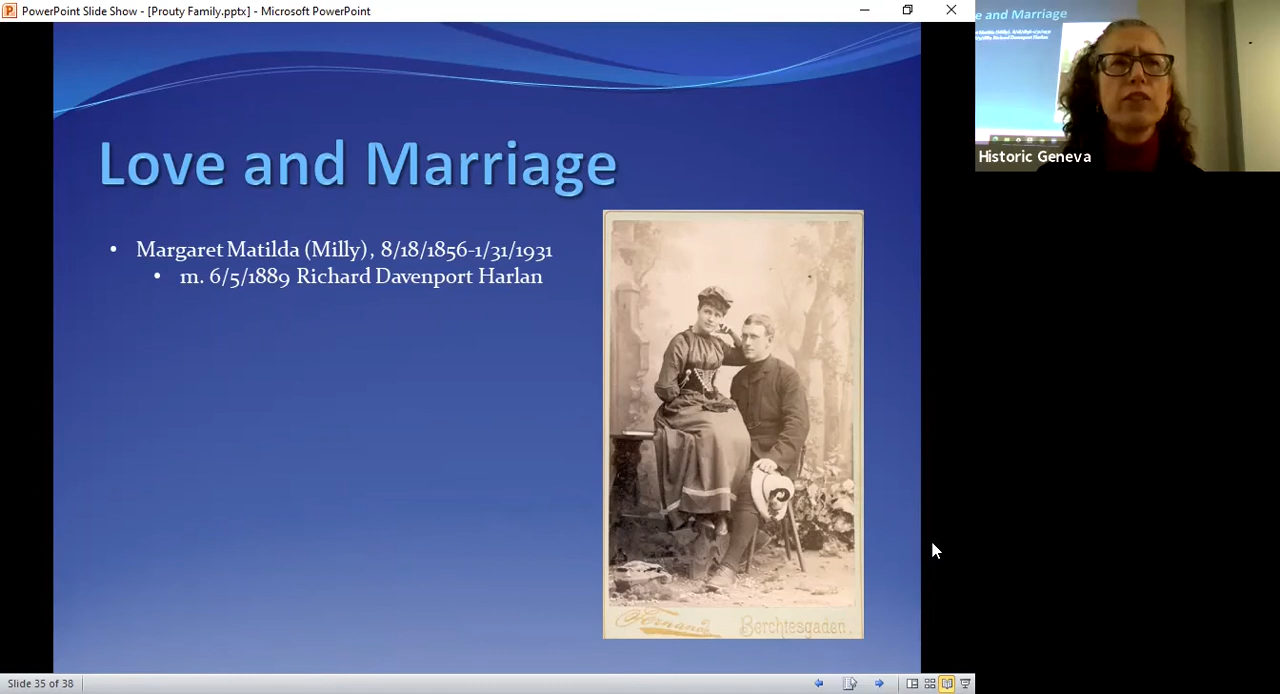 PowerPoint Slide Show - [Prouty Family.pptx] - Microsoft PowerPoint
Love and Marriage
• Margaret Matilda (Milly), 8/18/1856-1/31/1931
• m. 6/5/1889 Richard Davenport Harlan
Berchtesgaden.
e and Marriage
Historic Geneva
Slide 35 of 38